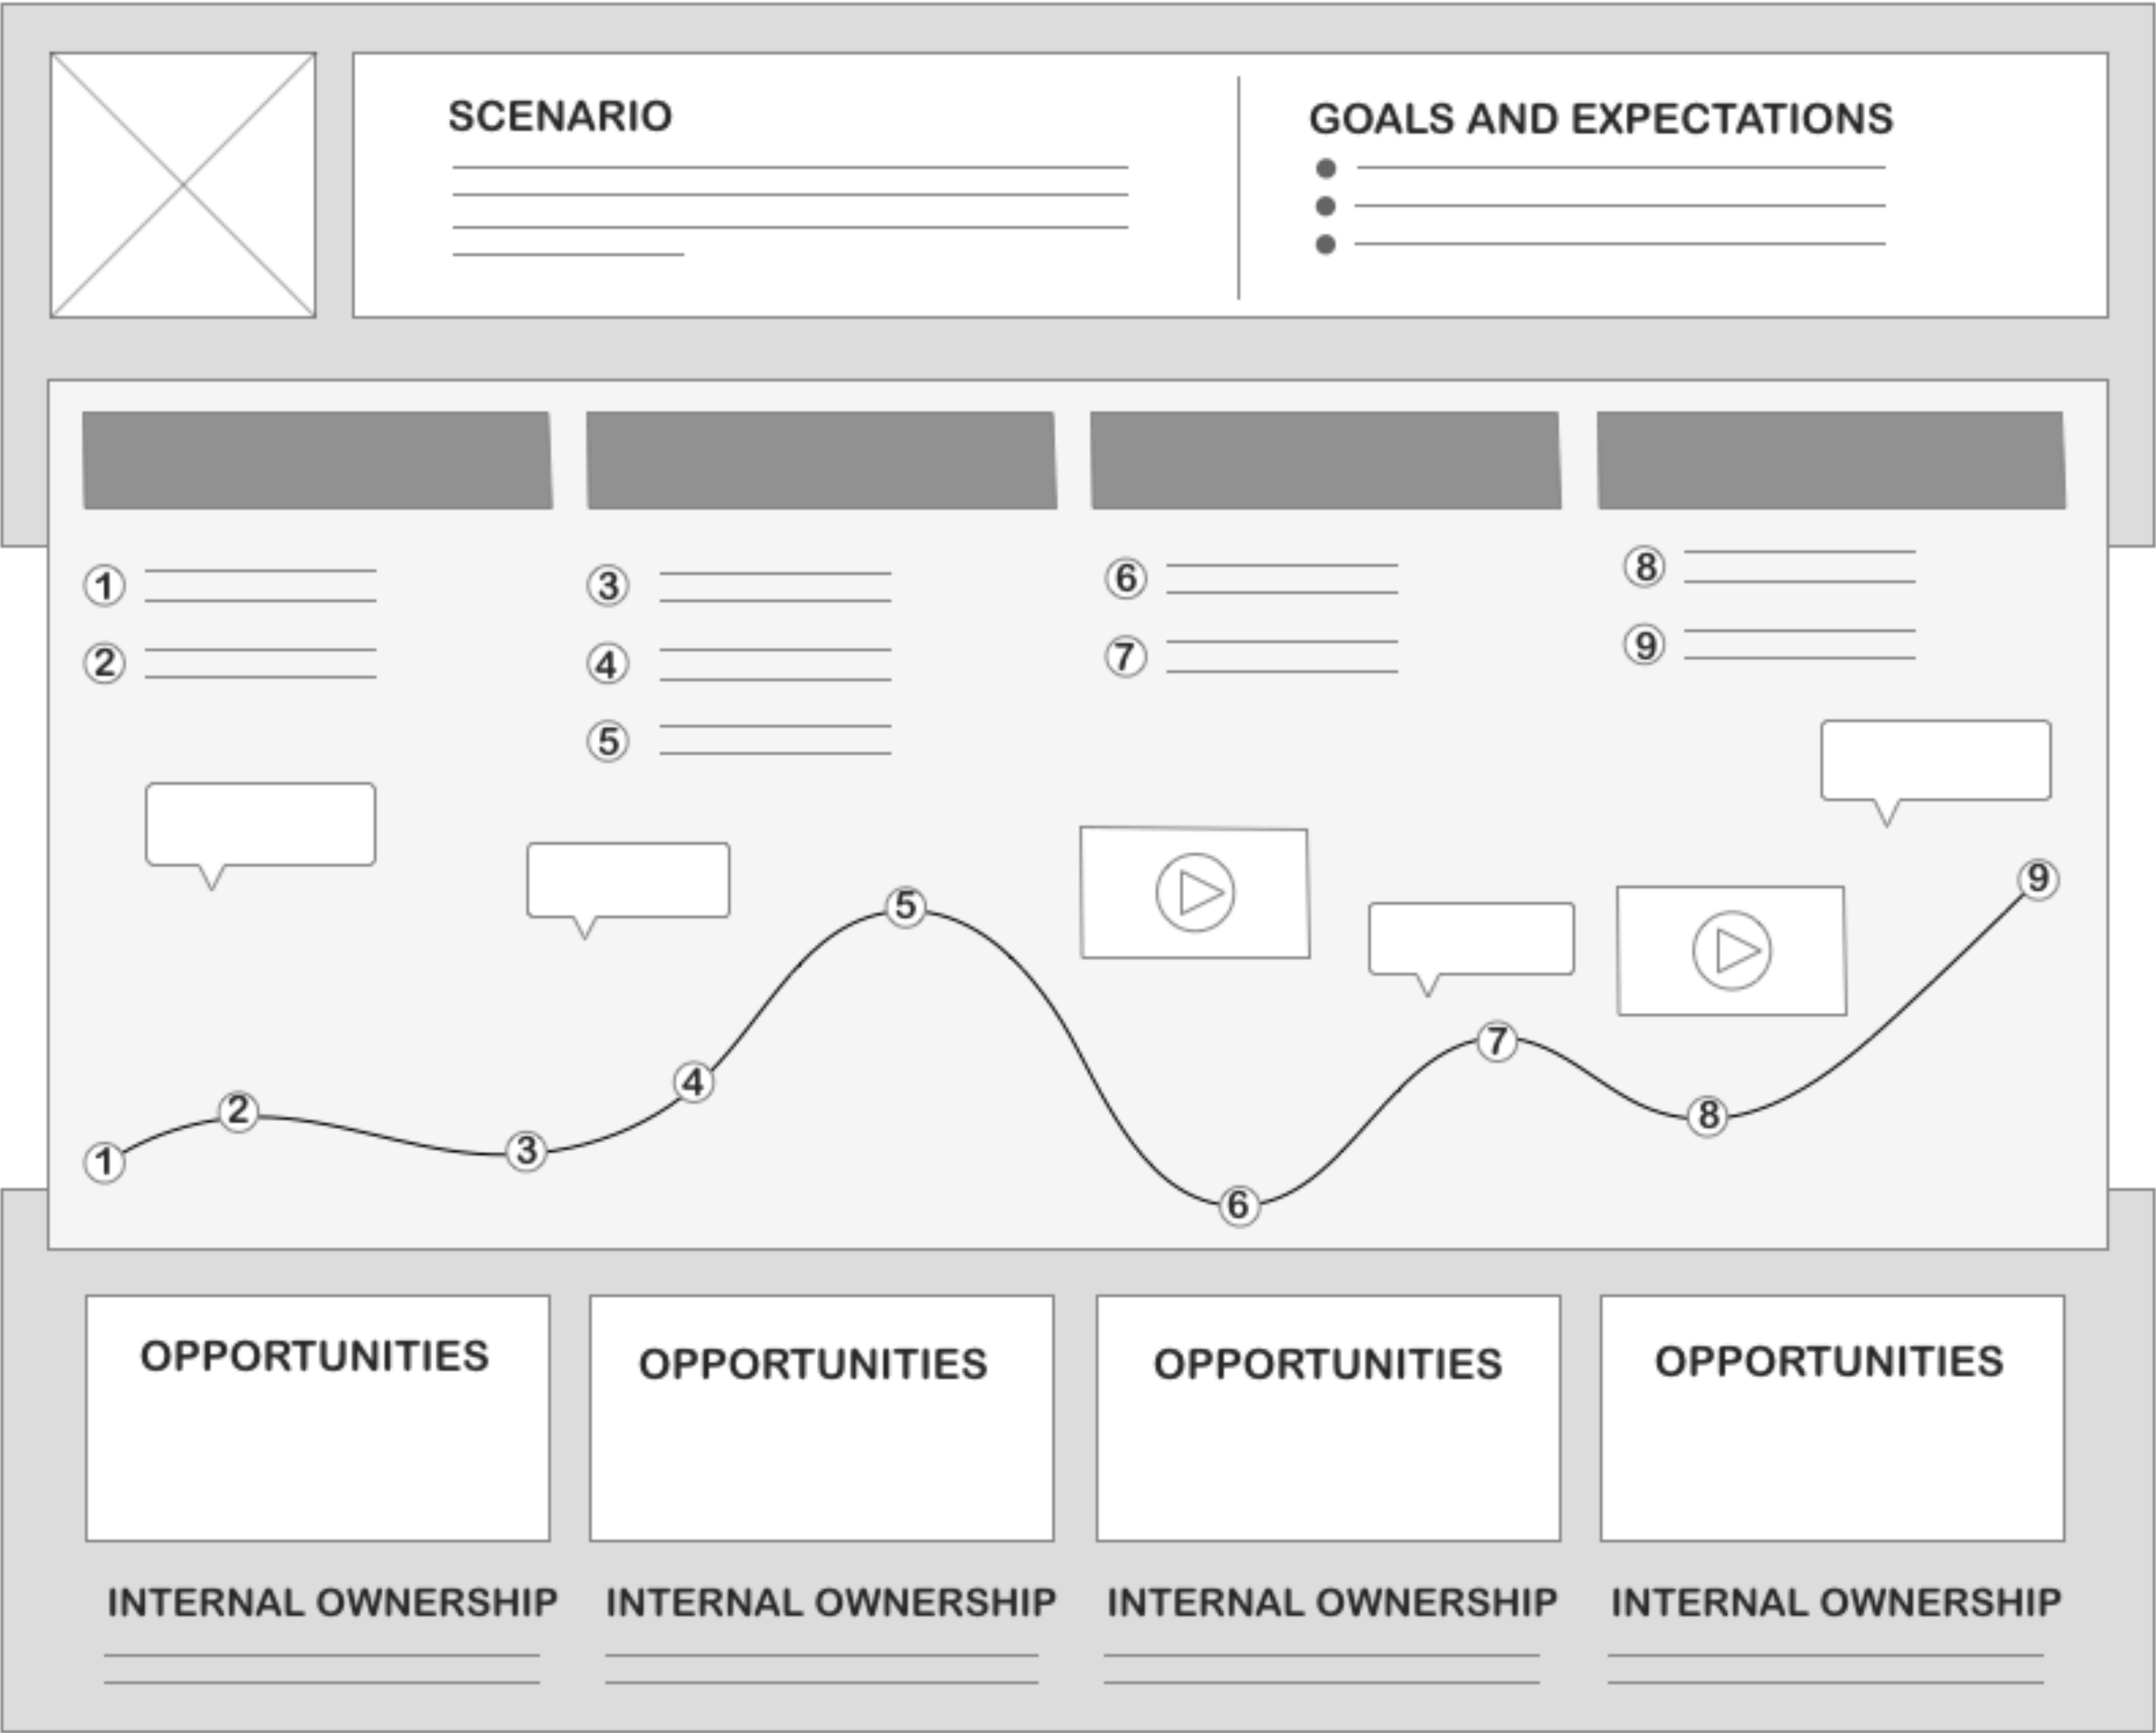 SCENARIO
GOALS AND EXPECTATIONS
1
2
3
4
5
6
7
8
9
1
2
3
4
5
6
7
8
9
OPPORTUNITIES
OPPORTUNITIES
OPPORTUNITIES
OPPORTUNITIES
INTERNAL OWNERSHIP
INTERNAL OWNERSHIP
INTERNAL OWNERSHIP
INTERNAL OWNERSHIP